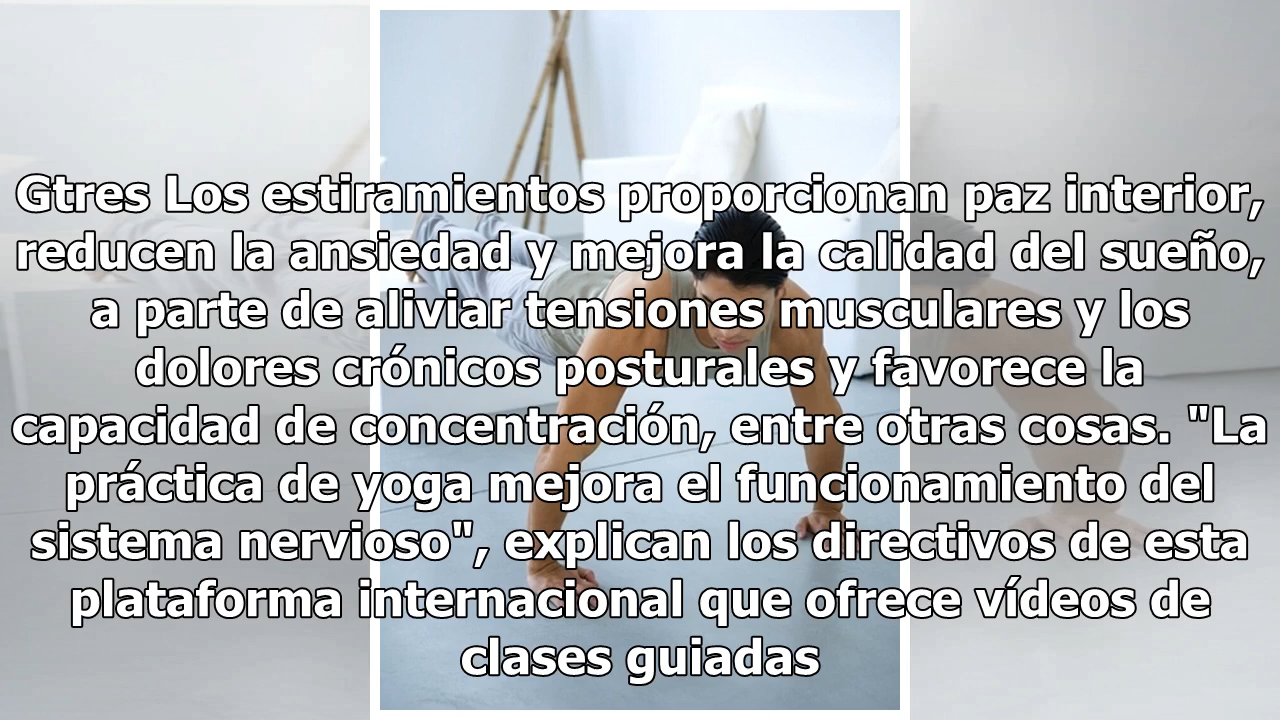 Gtres Los estiramientos proporcionan paz interior,
reducen la ansiedad y mejora la calidad del sueño,
a parte de aliviar tensiones musculares y los
dolores crónicos posturales y favorece la
capacidad de concentración, entre otras cosas. "La
práctica de yoga mejora el funcionamiento del
sistema nervioso", explican los directivos de esta
plataforma internacional que ofrece vídeos de
clases guiadas